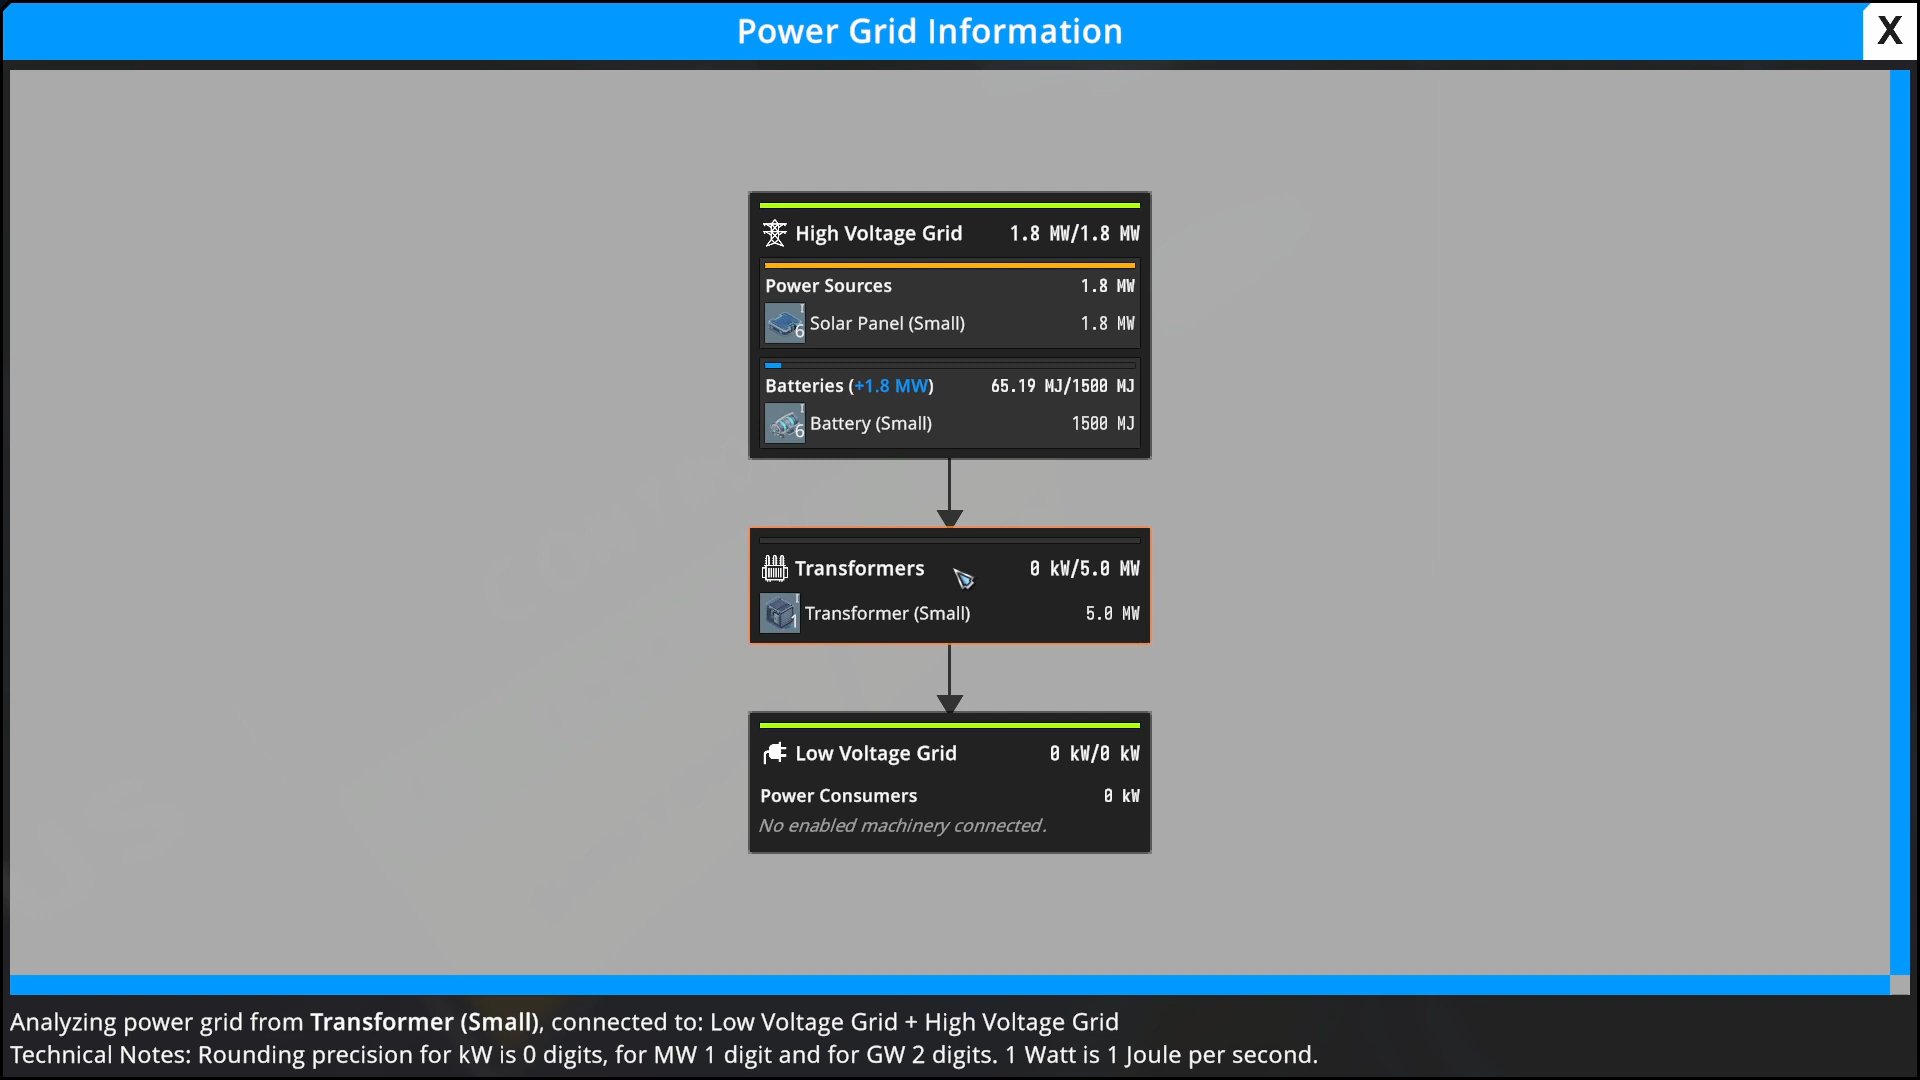 Power Grid Information
X
High Voltage Grid 1.8 MW/1.8 MW
Power Sources 1.8 MW
I
6 Solar Panel (Small) 1.8 MW
Batteries (+1.8 MW) 65.19 MJ/1500 MJ
I
6 Battery (Small) 1500 MJ
Transformers 0 kW/5.0 MW
I
1 Transformer (Small) 5.0 MW
Low Voltage Grid 0 kW/0 kW
Power Consumers 0 kW
No enabled machinery connected.
Analyzing power grid from Transformer (Small), connected to: Low Voltage Grid + High Voltage Grid
Technical Notes: Rounding precision for kW is 0 digits, for MW 1 digit and for GW 2 digits. 1 Watt is 1 Joule per second.